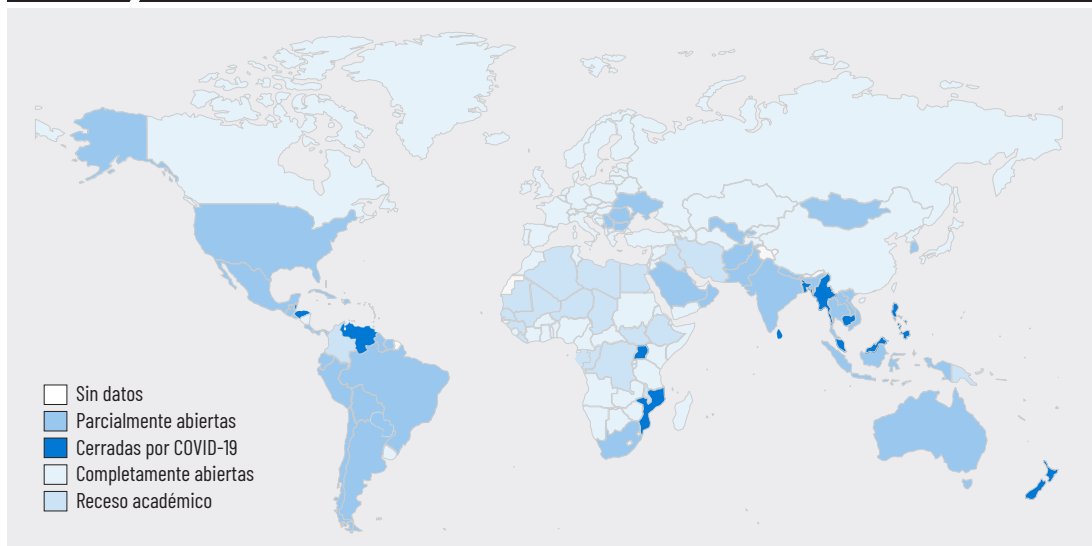 Sin datos
Parcialmente abiertas
Cerradas por COVID-19
Completamente abiertas
Receso académico